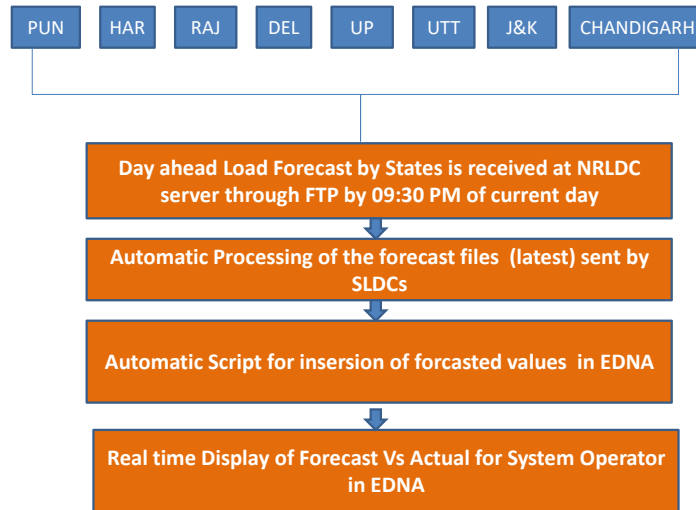 PUN HAR RAJ DEL UP UTT J&K CHANDIGARH
Day ahead Load Forecast by States is received at NRLDC
server through FTP by 09:30 PM of current day
Automatic Processing of the forecast files (latest) sent by
SLDCs
Automatic Script for insersion of forcasted values in EDNA
Real time Display of Forecast Vs Actual for System Operator
in EDNA